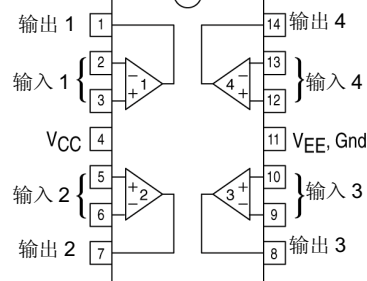 输出 1 1 14 输出 4
2 13
输入 1 − 1 4 − 输入 4
+ +
3 12
VCC 4 11 VEE, Gnd
5 10
输入 2 + 2 3 + 输入 3
− −
6 9
输出 2 7 8 输出 3